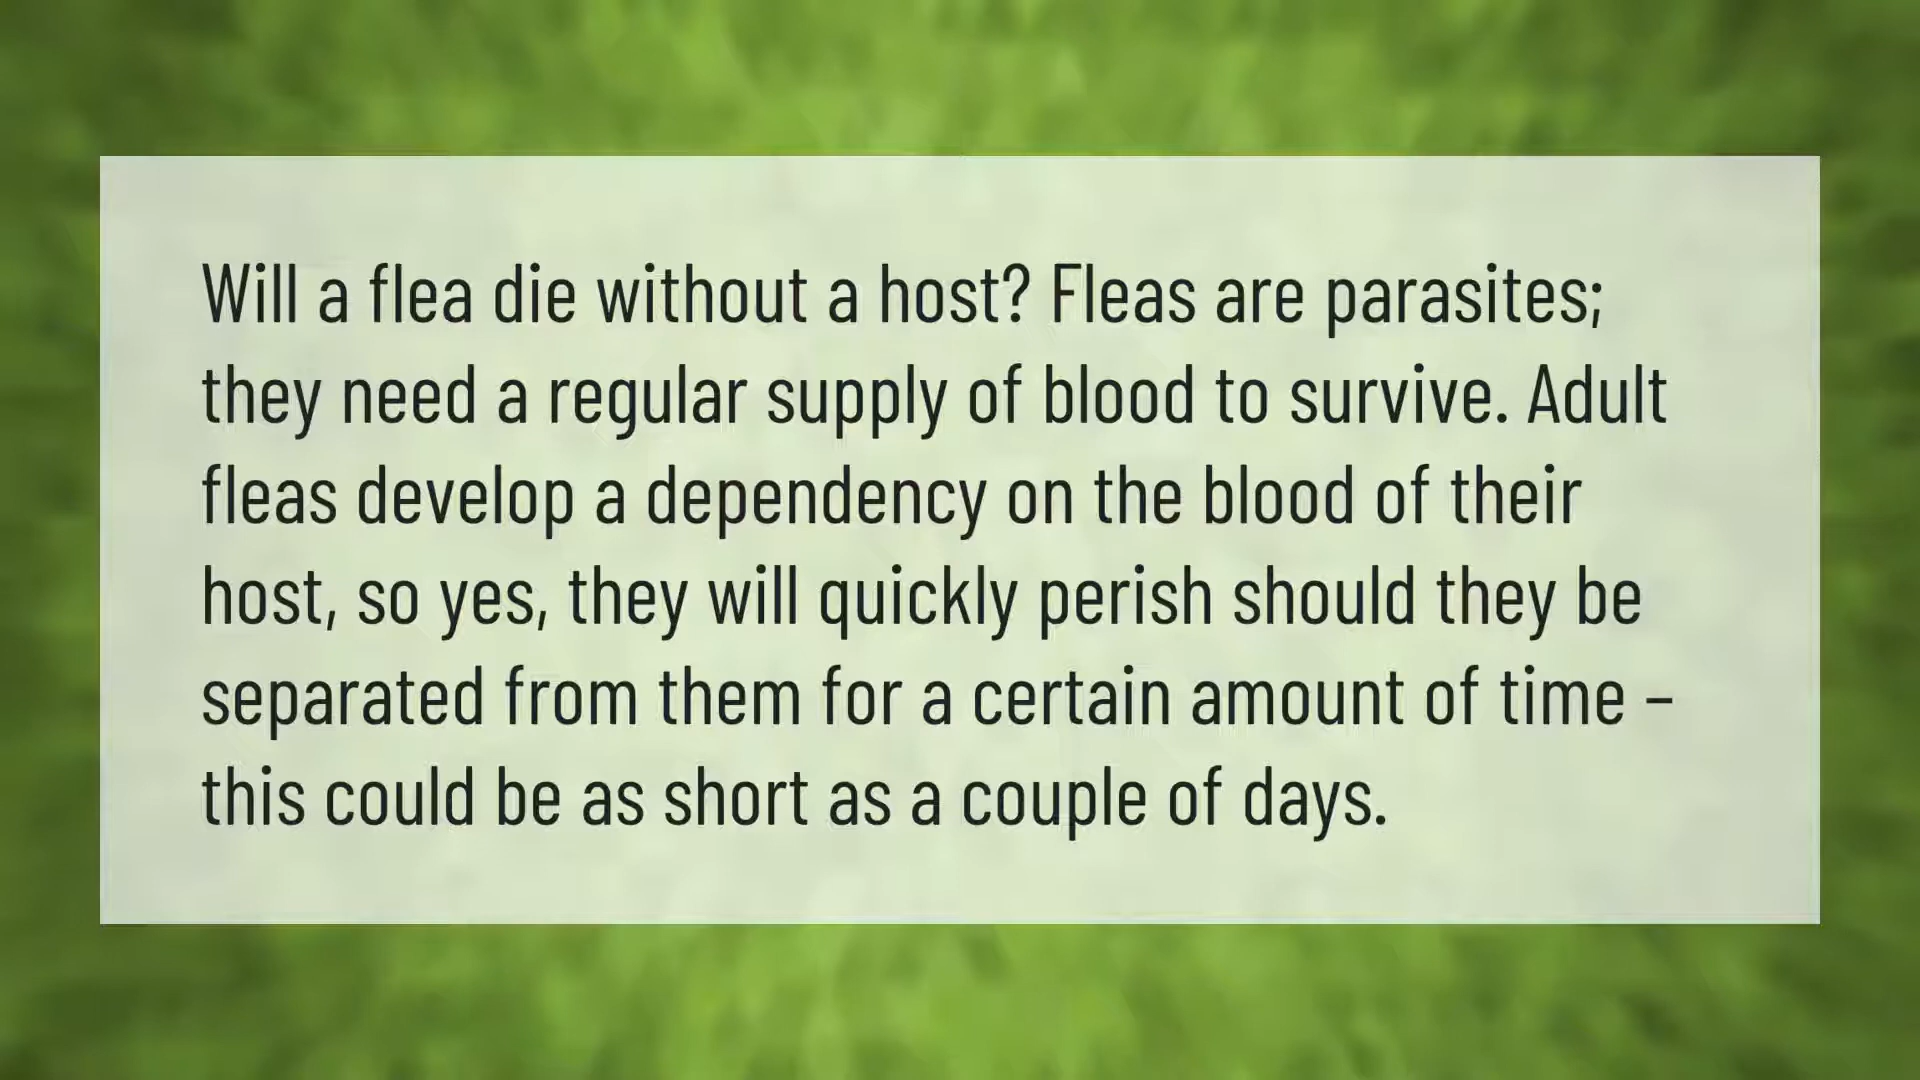 Will a flea die without a host? Fleas are parasites;
they need a regular supply of blood to survive. Adult
fleas develop a dependency on the blood of their
host, so yes, they will quickly perish should they be
separated from them for a certain amount of time –
this could be as short as a couple of days.